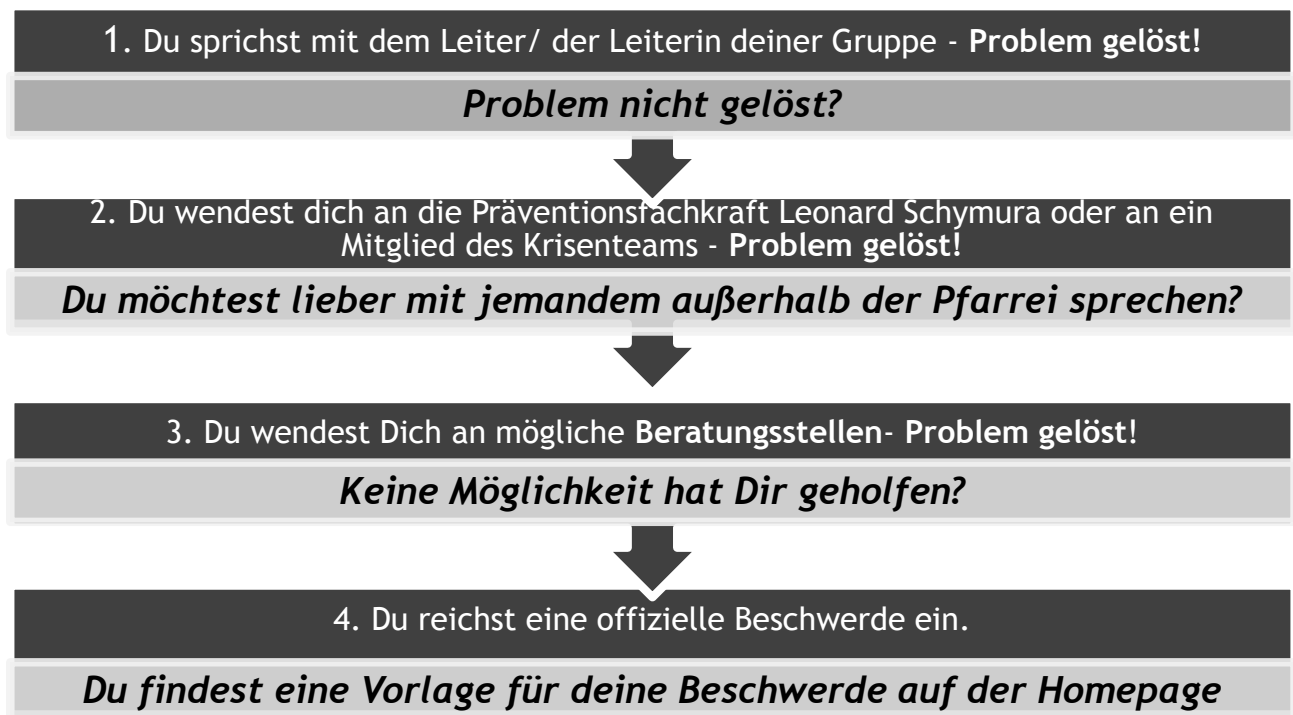 1. Du sprichst mit dem Leiter/ der Leiterin deiner Gruppe - Problem gelöst!
Problem nicht gelöst?
2. Du wendest dich an die Präventionsfachkraft Leonard Schymura oder an ein
Mitglied des Krisenteams - Problem gelöst!
Du möchtest lieber mit jemandem außerhalb der Pfarrei sprechen?
3. Du wendest Dich an mögliche Beratungsstellen- Problem gelöst!
Keine Möglichkeit hat Dir geholfen?
4. Du reichst eine offizielle Beschwerde ein.
Du findest eine Vorlage für deine Beschwerde auf der Homepage